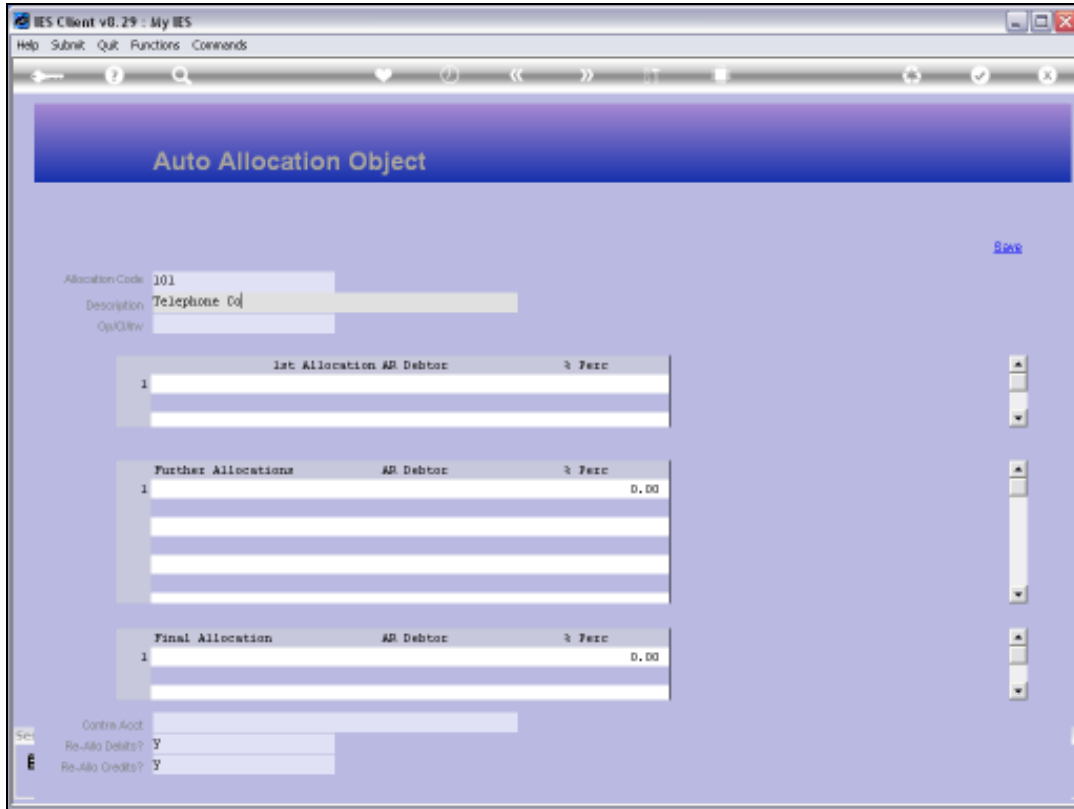 IES Client v8.29 : My IES
Help Submit Quit Functions Commands
Auto Allocation Object
Save
Allocation Code 101
Description Telephone Co
Op/Cl/Inv
1st Allocation AR Debtor % Perc
1
Further Allocations AR Debtor % Perc
1 0.00
Final Allocation AR Debtor % Perc
1 0.00
Contra Acct
Re-Allo Debits? Y
Re-Allo Credits? Y